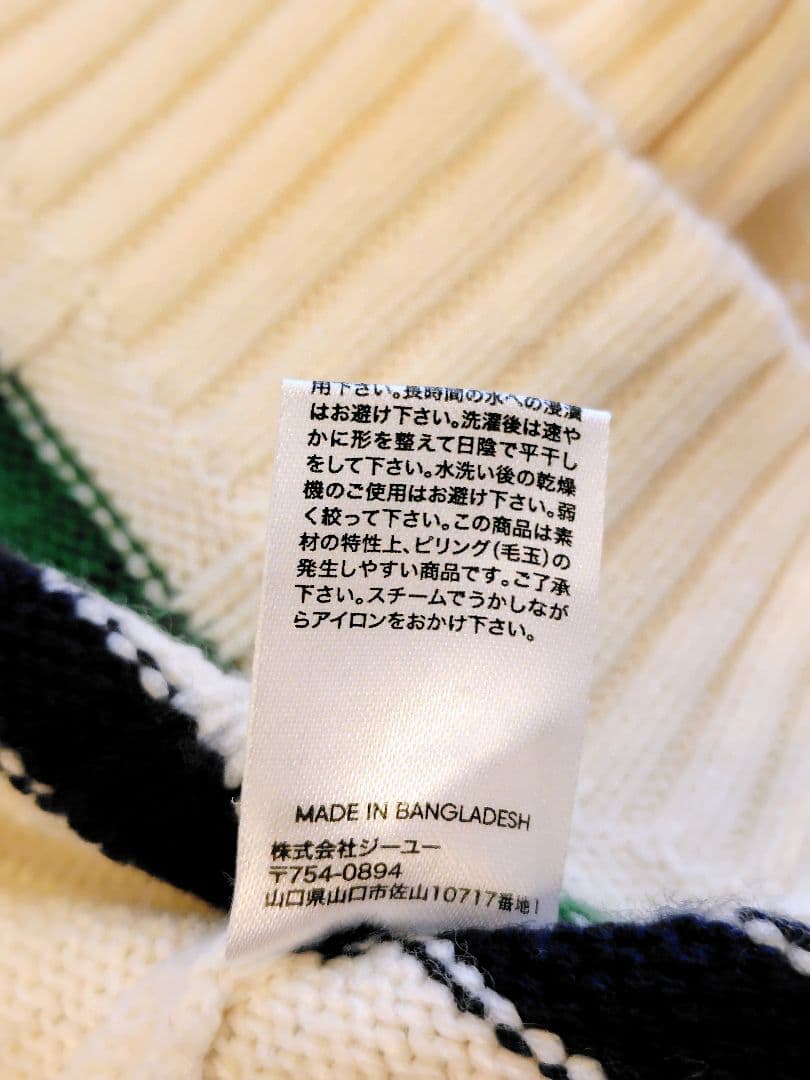 用下さい。長時間の水への浸漬
はお避け下さい。洗濯後は速や
かに形を整えて日陰で平干し
をして下さい。水洗い後の乾燥
機のご使用はお避け下さい。弱
く絞って下さい。この商品は素
材の特性上、ピリング(毛玉)の
発生しやすい商品です。ご了承
下さい。スチームでうかしなが
らアイロンをおかけ下さい。
MADE IN BANGLADESH
株式会社ジーユー
〒754-0894
山口県山口市佐山10717番地1